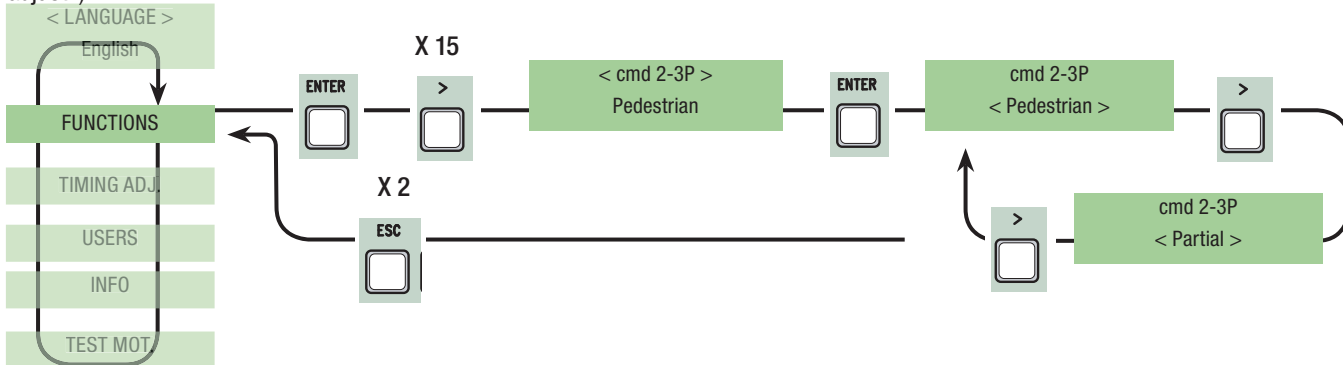 < LANGUAGE >
English
FUNCTIONS
TIMING ADJ.
USERS
INFO
TEST MOT.
ENTER
X 15
>
< cmd 2-3P >
Pedestrian
ENTER
cmd 2-3P
< Pedestrian >
>
cmd 2-3P
< Partial >
>
X 2
ESC